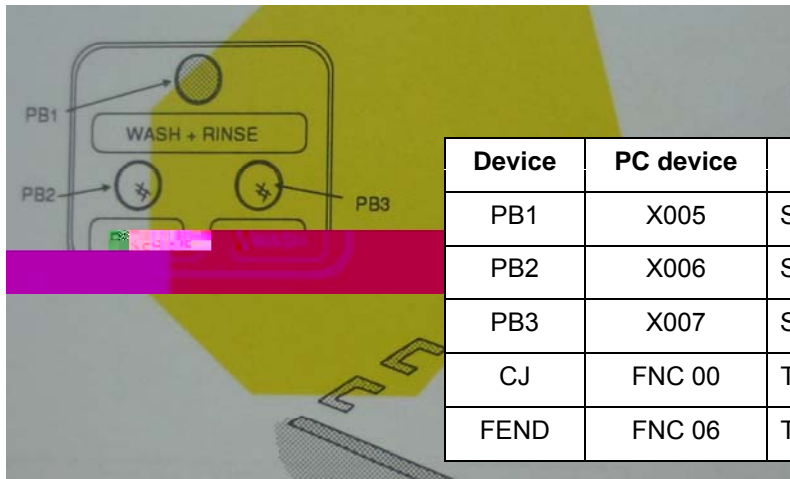 PB1
WASH + RINSE
PB2
PB3
Device PC device
PB1 X005 S
PB2 X006 S
PB3 X007 S
CJ FNC 00 T
FEND FNC 06 T